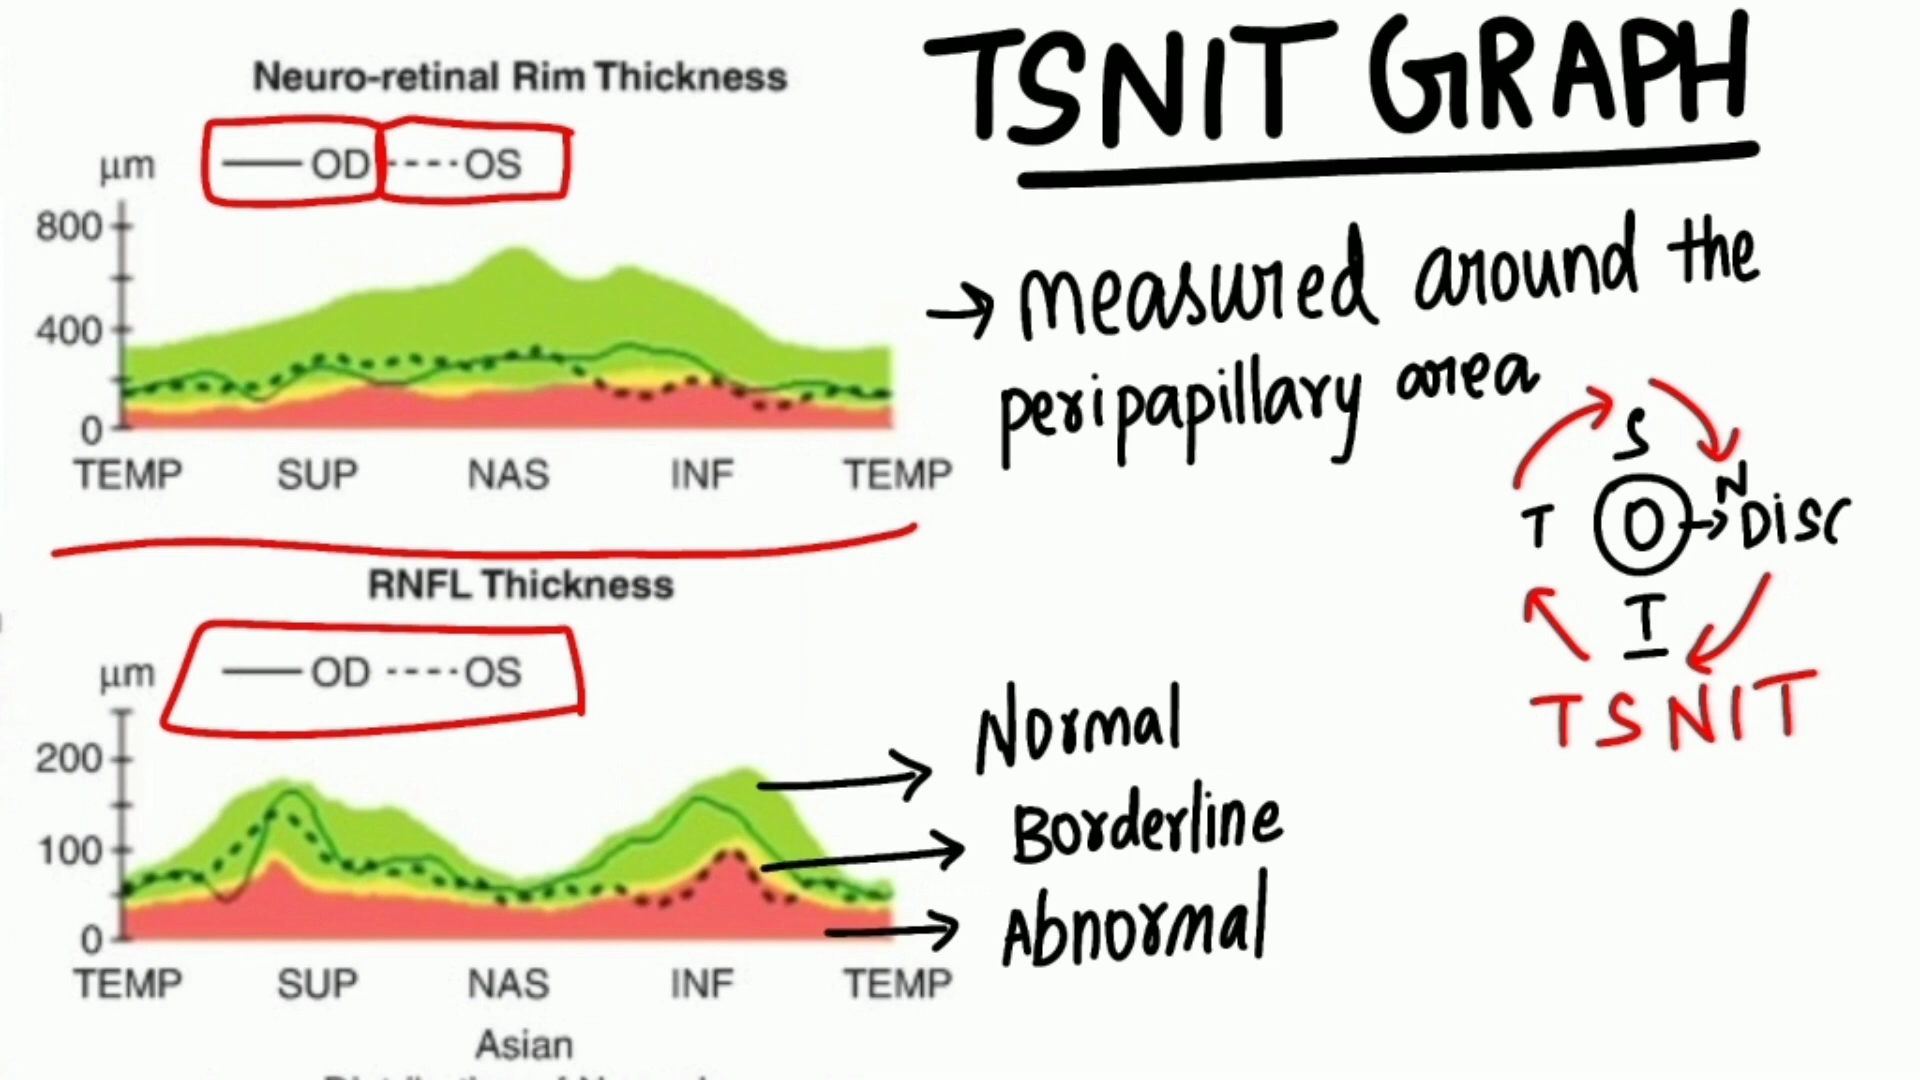 TSNIT GRAPH
Neuro-retinal Rim Thickness
μm OD OS
800
400
0
TEMP SUP NAS INF TEMP
→ measured around the
peripapillary area
S
T O → N
DISC
I
TSNIT
RNFL Thickness
μm OD OS
200
100
0
TEMP SUP NAS INF TEMP
Normal
Borderline
Abnormal
Asian